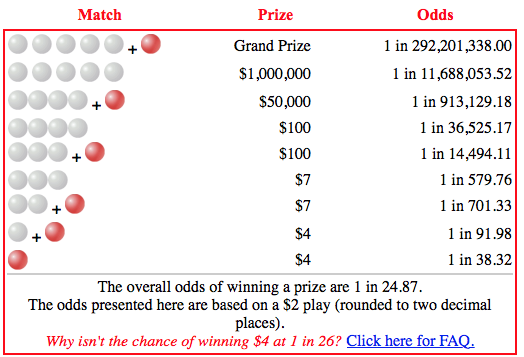 Match Prize Odds
+ Grand Prize 1 in 292,201,338.00
$1,000,000 1 in 11,688,053.52
+ $50,000 1 in 913,129.18
$100 1 in 36,525.17
+ $100 1 in 14,494.11
$7 1 in 579.76
+ $7 1 in 701.33
+ $4 1 in 91.98
$4 1 in 38.32
The overall odds of winning a prize are 1 in 24.87.
The odds presented here are based on a $2 play (rounded to two decimal
places).
Why isn't the chance of winning $4 at 1 in 26? Click here for FAQ.